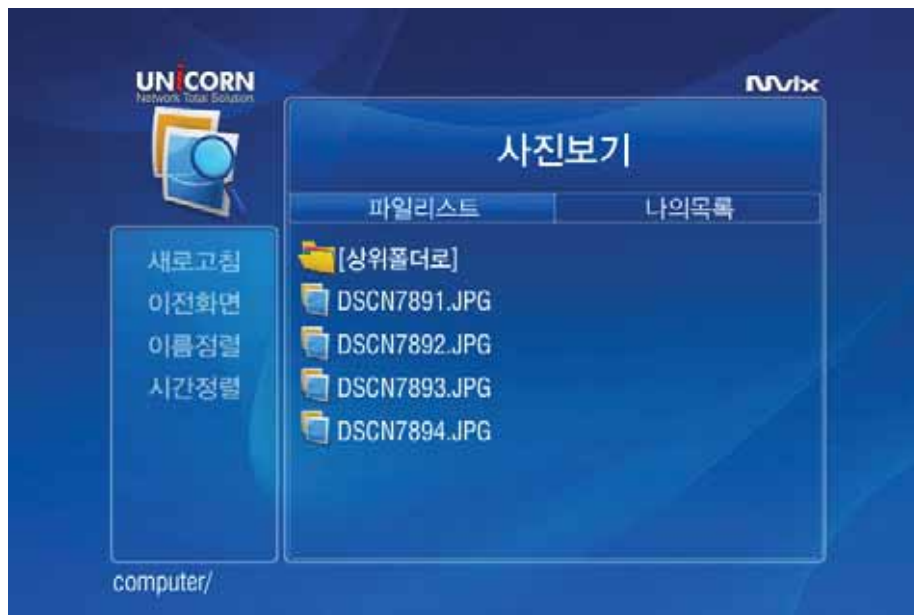 UNiCORN
Network Total Solution
Mvix
사진보기
파일리스트
나의목록
새로고침
이전화면
이름정렬
시간정렬
[상위폴더로]
DSCN7891.JPG
DSCN7892.JPG
DSCN7893.JPG
DSCN7894.JPG
computer/